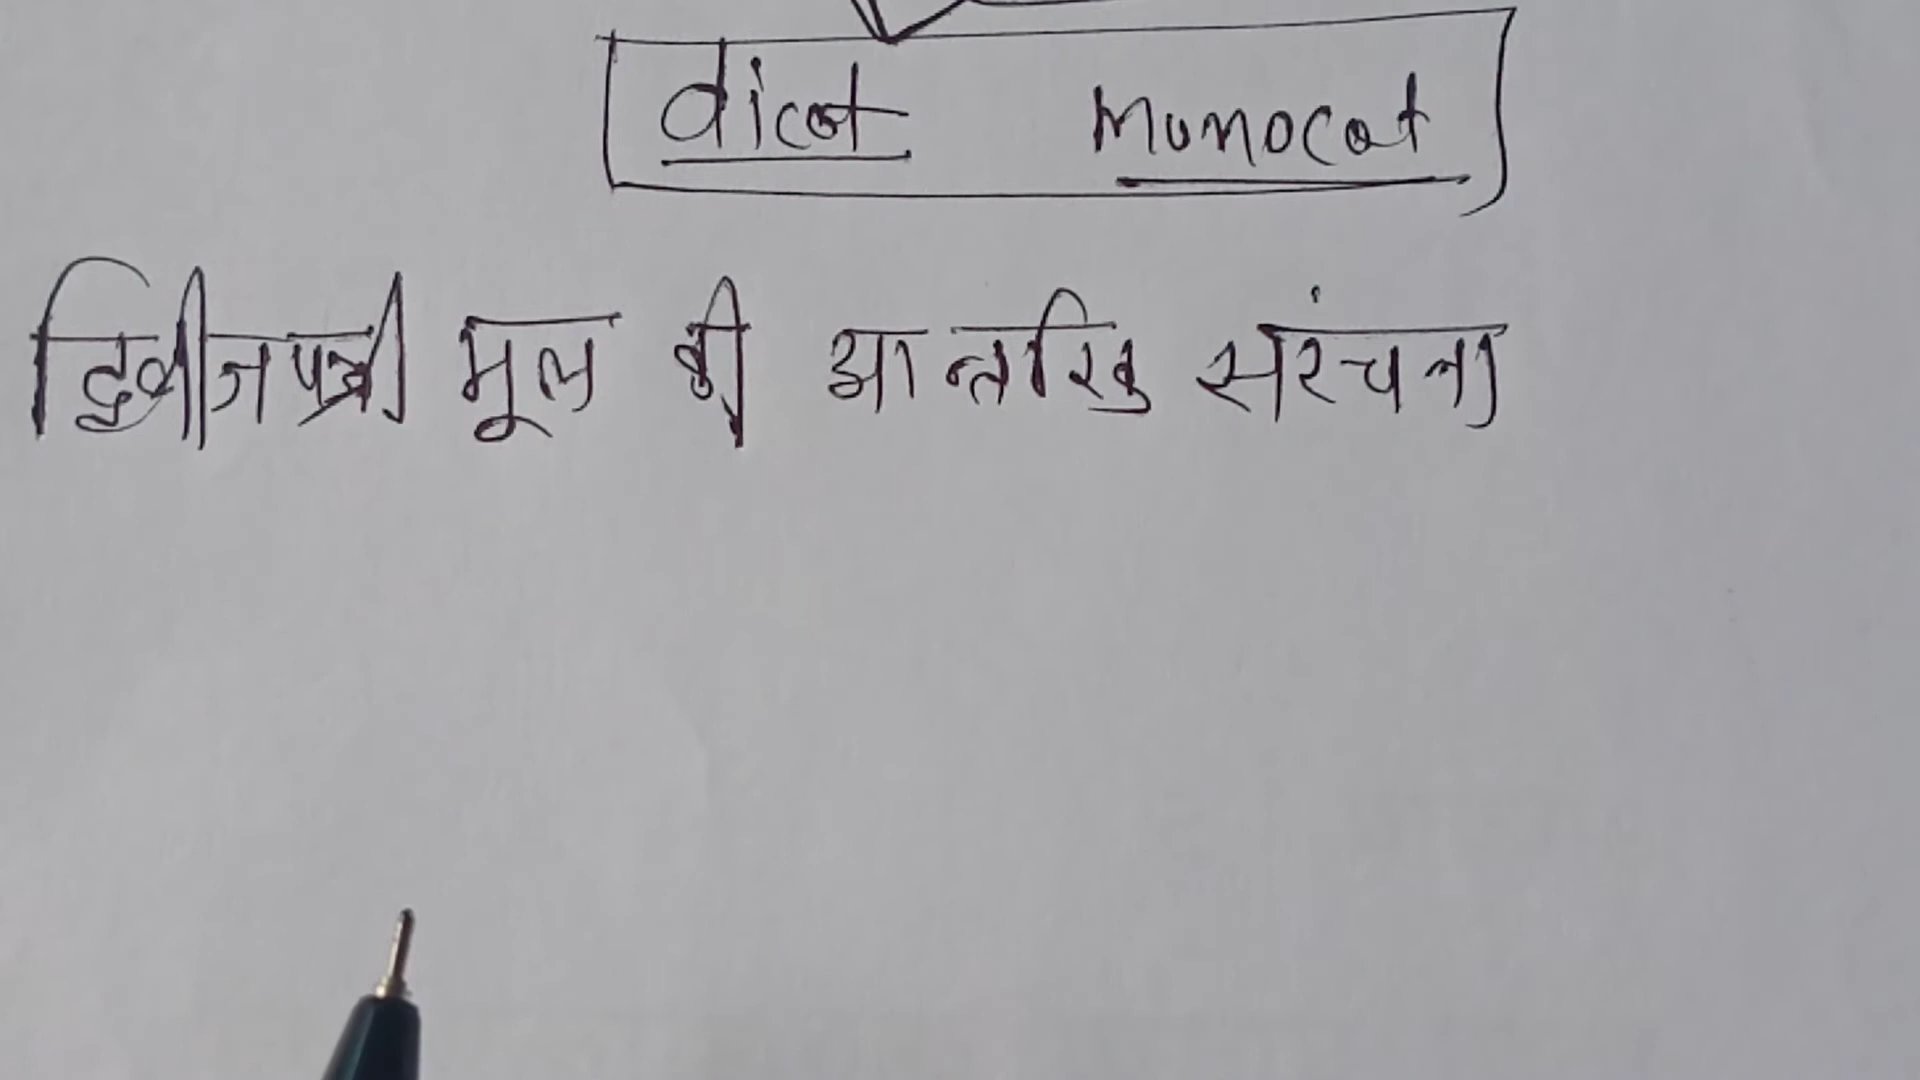 dicot Monocot
द्विबीजपत्री मूल की आन्तरिक संरचना